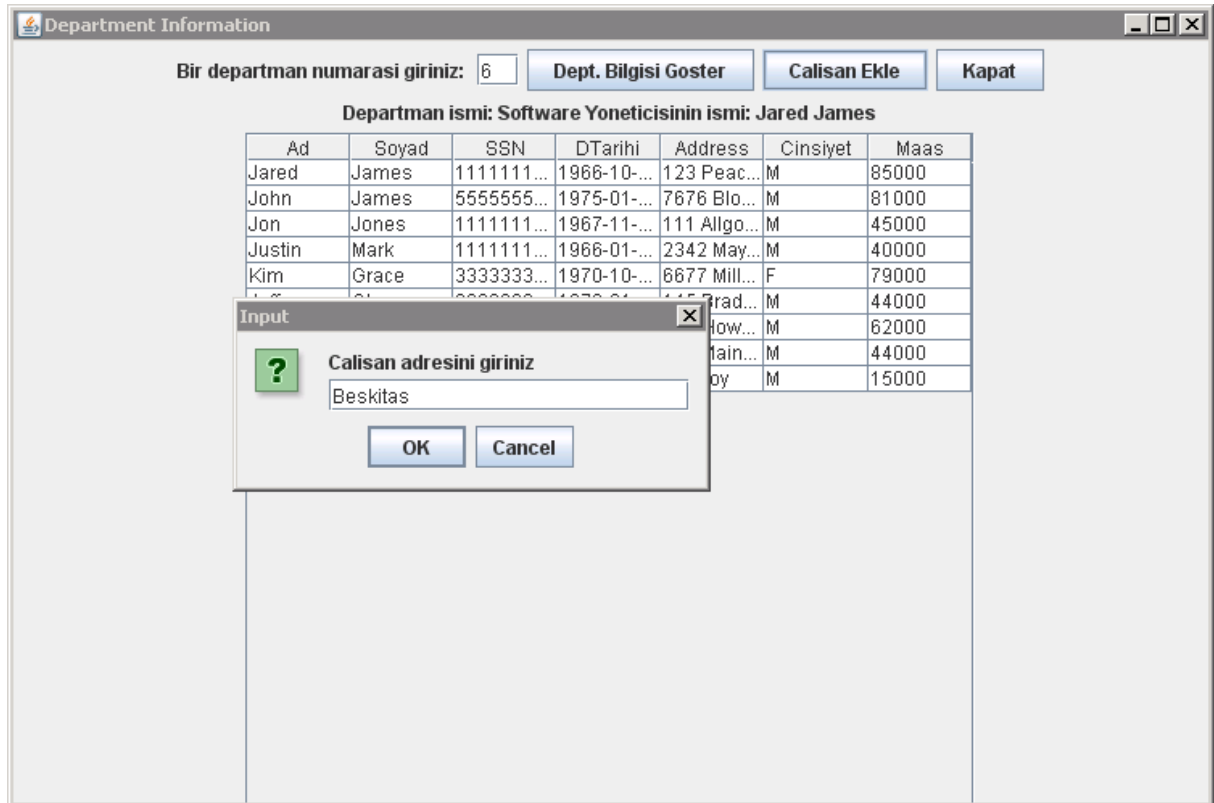 Department Information
Bir departman numarasi giriniz: 6 Dept. Bilgisi Goster Calisan Ekle Kapat
Departman ismi: Software Yoneticisinin ismi: Jared James
Ad Soyad SSN DTarihi Address Cinsiyet Maas
Jared James 1111111... 1966-10-... 123 Peac... M 85000
John James 5555555... 1975-01-... 7676 Blo... M 81000
Jon Jones 1111111... 1967-11-... 111 Allgo... M 45000
Justin Mark 1111111... 1966-01-... 2342 May... M 40000
Kim Grace 3333333... 1970-10-... 6677 Mill... F 79000
M 44000
M 62000
M 44000
M 15000
Input
Calisan adresini giriniz
Beskitas
OK Cancel